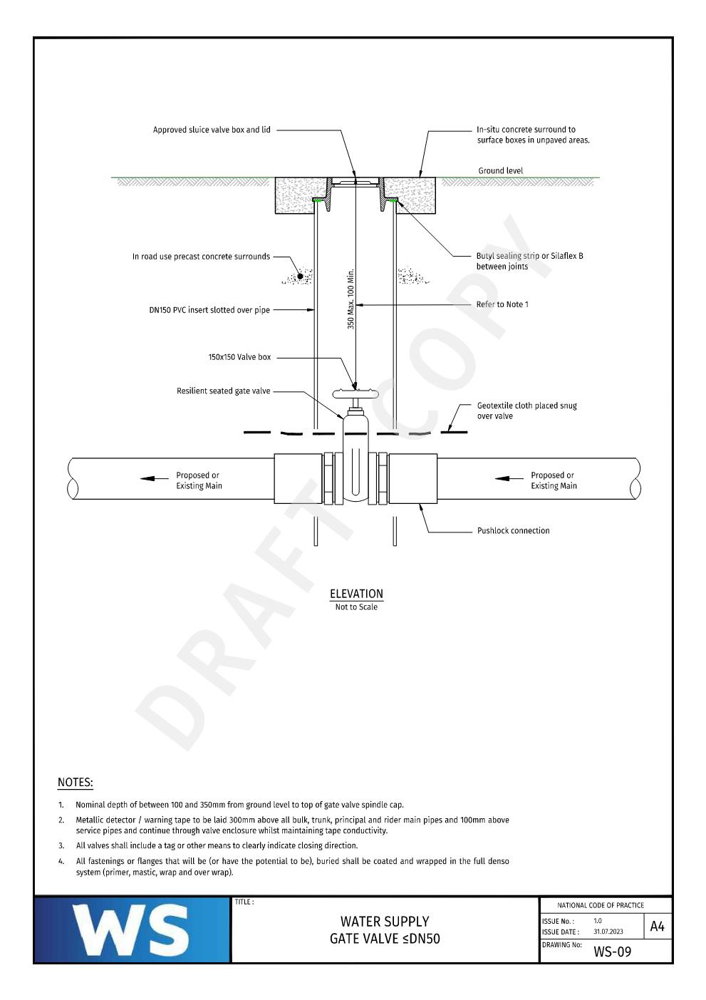 Approved sluice valve box and lid
In-situ concrete surround to
surface boxes in unpaved areas.
Ground level
In road use precast concrete surrounds
Butyl sealing strip or Silaflex B
between joints
350 Max. 100 Min.
Refer to Note 1
DN150 PVC insert slotted over pipe
150x150 Valve box
Resilient seated gate valve
Geotextile cloth placed snug
over valve
Proposed or
Existing Main
Proposed or
Existing Main
Pushlock connection
DRAFT COPY
ELEVATION
Not to Scale
NOTES:
1. Nominal depth of between 100 and 350mm from ground level to top of gate valve spindle cap.
2. Metallic detector / warning tape to be laid 300mm above all bulk, trunk, principal and rider main pipes and 100mm above
service pipes and continue through valve enclosure whilst maintaining tape conductivity.
3. All valves shall include a tag or other means to clearly indicate closing direction.
4. All fastenings or flanges that will be (or have the potential to be), buried shall be coated and wrapped in the full denso
system (primer, mastic, wrap and over wrap).
WS
TITLE :
WATER SUPPLY
GATE VALVE ≤DN50
NATIONAL CODE OF PRACTICE
ISSUE No. : 1.0
ISSUE DATE : 31.07.2023
A4
DRAWING No: WS-09